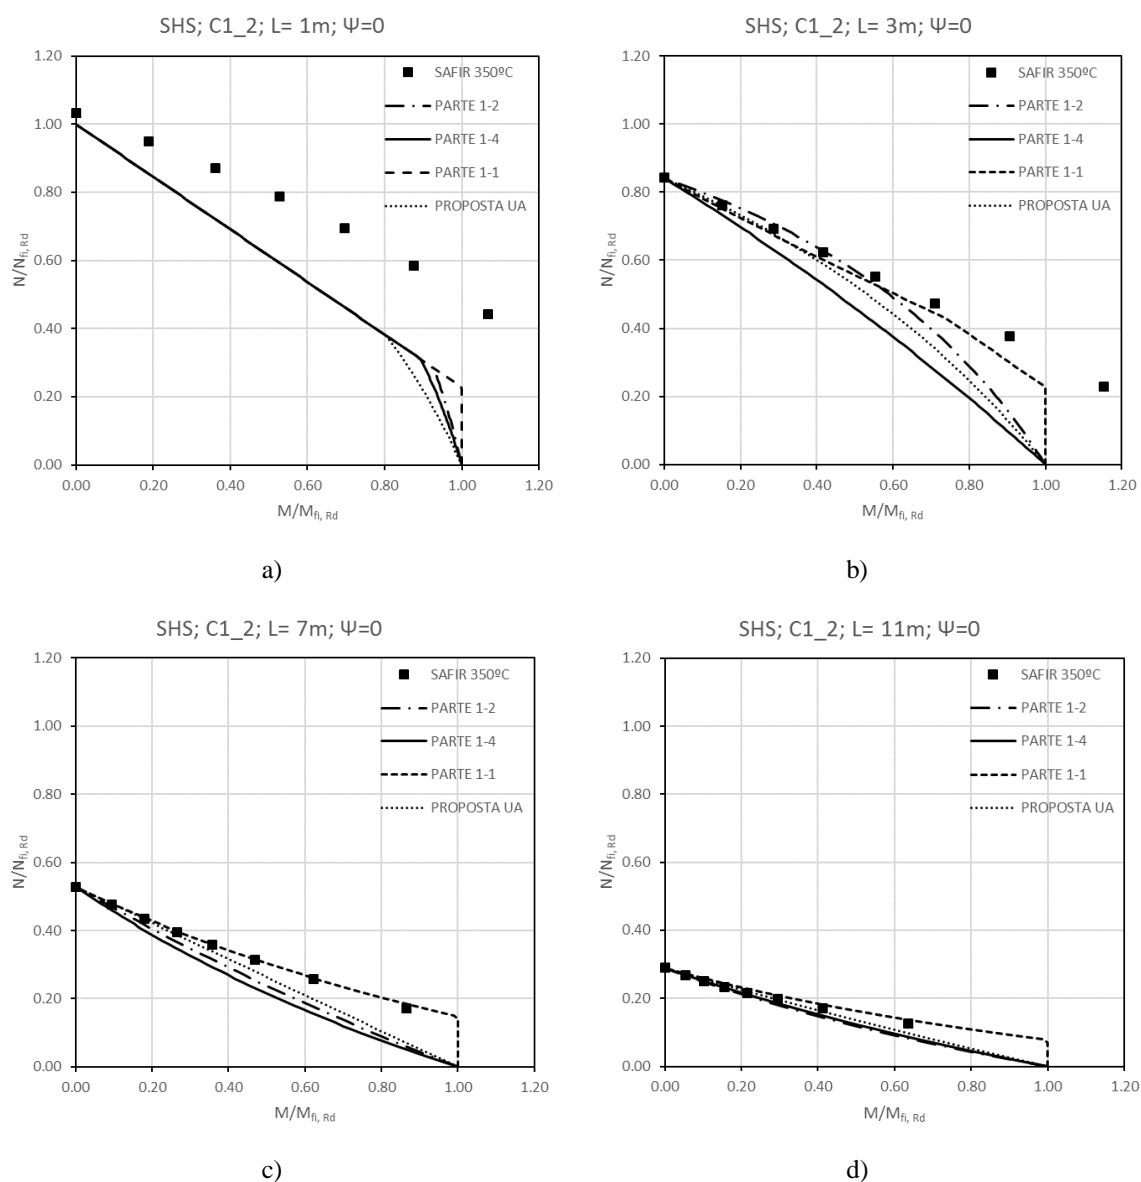 SHS; C1_2; L= 1m; Ψ=0
1.20
1.00
0.80
0.60
0.40
0.20
0.00
N/Nfi, Rd
0.00 0.20 0.40 0.60 0.80 1.00 1.20
M/Mfi, Rd
SAFIR 350ºC
PARTE 1-2
PARTE 1-4
PARTE 1-1
PROPOSTA UA
a)
SHS; C1_2; L= 3m; Ψ=0
1.20
1.00
0.80
0.60
0.40
0.20
0.00
N/Nfi, Rd
0.00 0.20 0.40 0.60 0.80 1.00 1.20
M/Mfi, Rd
SAFIR 350ºC
PARTE 1-2
PARTE 1-4
PARTE 1-1
PROPOSTA UA
b)
SHS; C1_2; L= 7m; Ψ=0
1.20
1.00
0.80
0.60
0.40
0.20
0.00
N/Nfi, Rd
0.00 0.20 0.40 0.60 0.80 1.00 1.20
M/Mfi, Rd
SAFIR 350ºC
PARTE 1-2
PARTE 1-4
PARTE 1-1
PROPOSTA UA
c)
SHS; C1_2; L= 11m; Ψ=0
1.20
1.00
0.80
0.60
0.40
0.20
0.00
N/Nfi, Rd
0.00 0.20 0.40 0.60 0.80 1.00 1.20
M/Mfi, Rd
SAFIR 350ºC
PARTE 1-2
PARTE 1-4
PARTE 1-1
PROPOSTA UA
d)